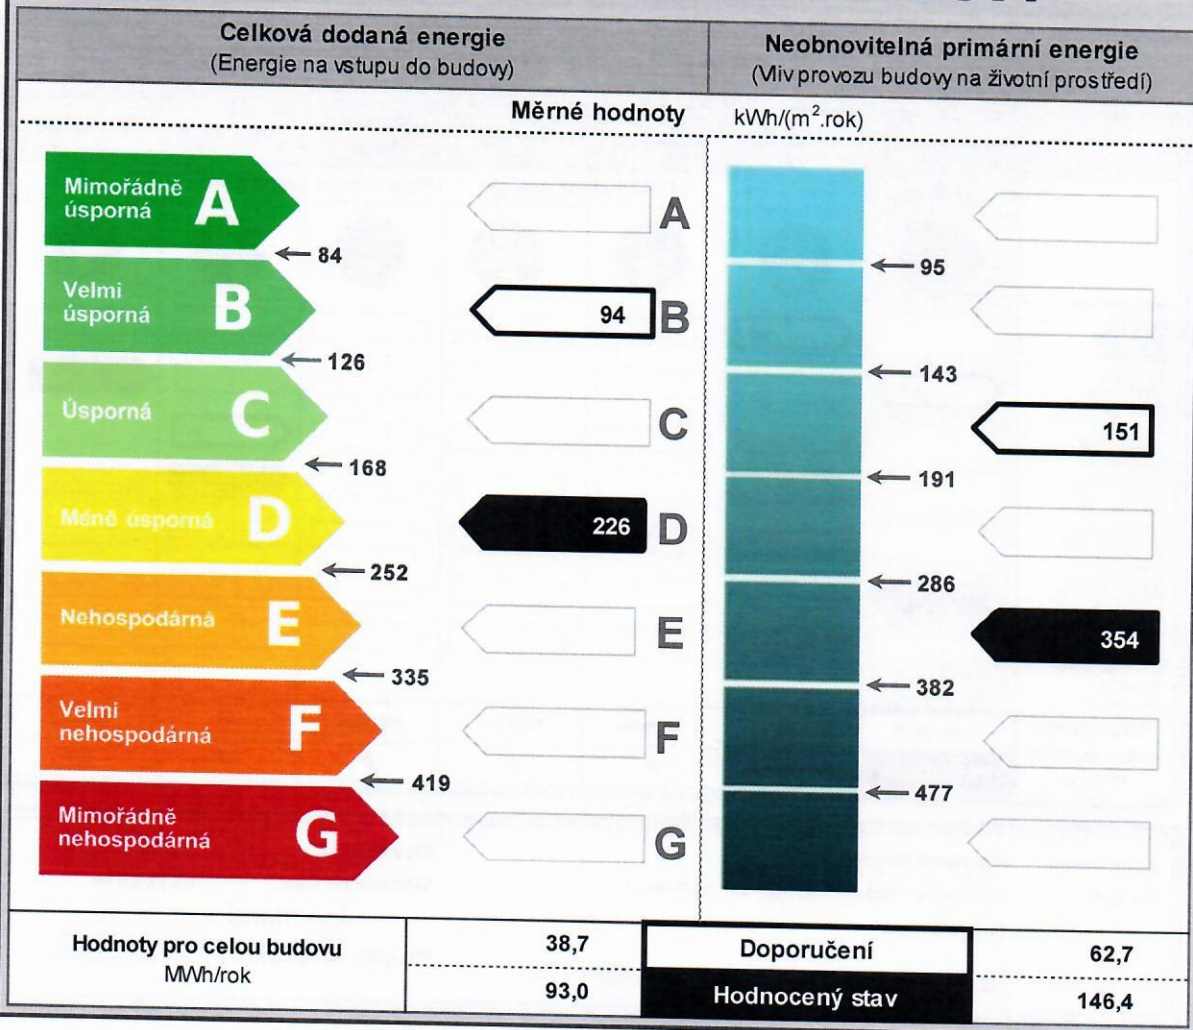 Celková dodaná energie
(Energie na vstupu do budovy)
Neobnovitelná primární energie
(Vliv provozu budovy na životní prostředí)
Měrné hodnoty kWh/(m².rok)
Mimořádně
úsporná
A
A
84
95
Velmi
úsporná
B
94
B
126
143
Úsporná
C
C
151
168
191
Méně úsporná
D
226
D
252
286
Nehospodárná
E
E
354
335
382
Velmi
nehospodárná
F
F
419
477
Mimořádně
nehospodárná
G
G
Hodnoty pro celou budovu
MWh/rok
38,7
Doporučení
62,7
93,0
Hodnocený stav
146,4